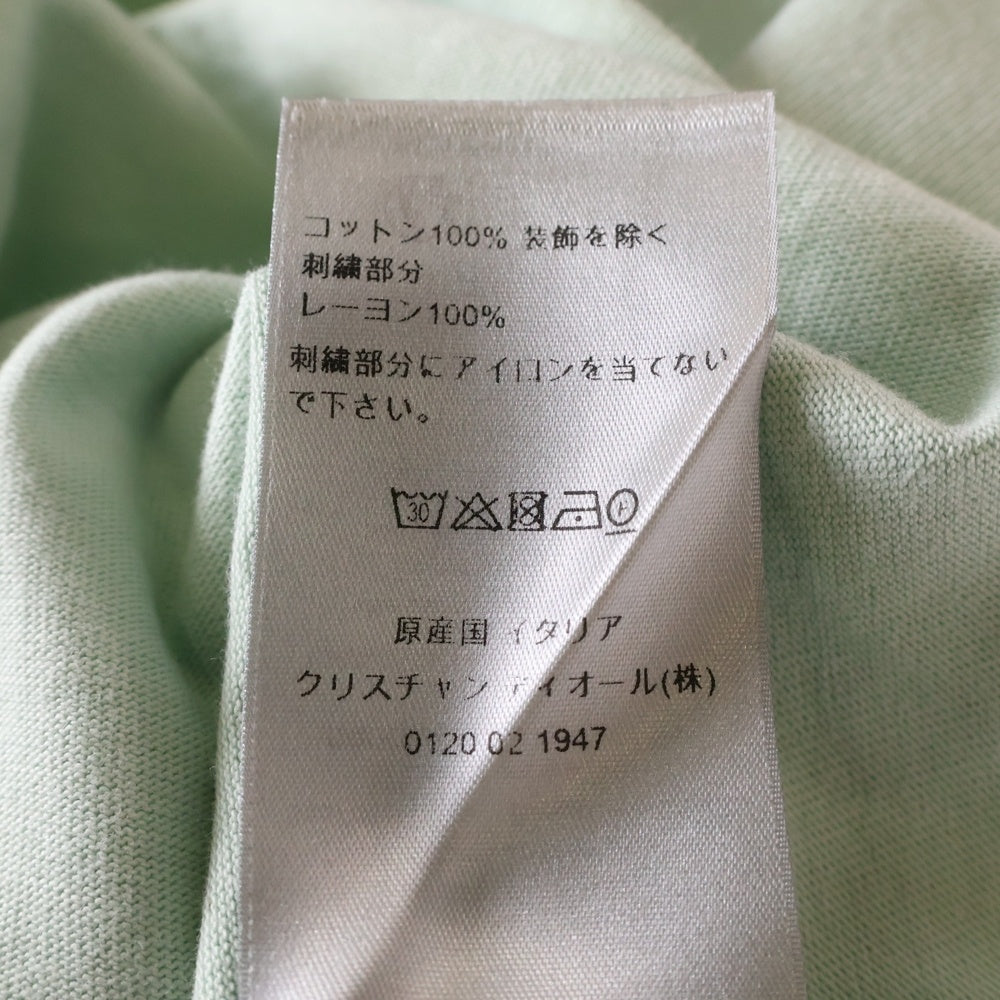 コットン100% 装飾を除く
刺繍部分
レーヨン100%
刺繍部分にアイロンを当てない
で下さい。
30
原産国 イタリア
クリスチャン ディオール(株)
0120 02 1947